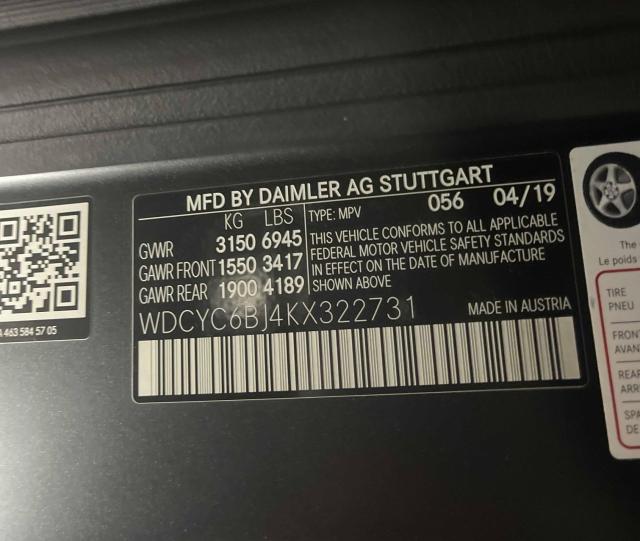 MFD BY DAIMLER AG STUTTGART
KG LBS
GVWR 3150 6945
GAWR FRONT 1550 3417
GAWR REAR 1900 4189
TYPE: MPV 056 04/19
THIS VEHICLE CONFORMS TO ALL APPLICABLE
FEDERAL MOTOR VEHICLE SAFETY STANDARDS
IN EFFECT ON THE DATE OF MANUFACTURE
SHOWN ABOVE
WDCYC6BJ4KX322731 MADE IN AUSTRIA
A 463 584 57 05
The
Le poids
TIRE
PNEU
FRON
AVAN
REAR
ARR
SPA
DE